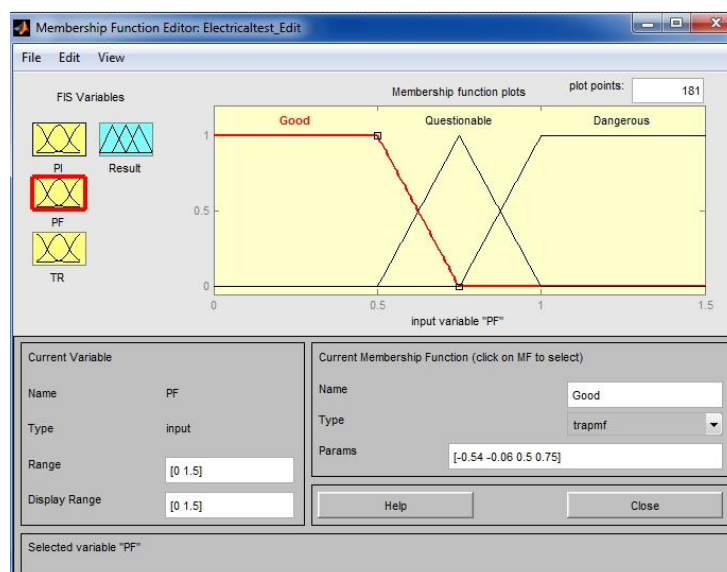 Membership Function Editor: Electricaltest_Edit
File Edit View
FIS Variables
Membership function plots
plot points:
181
PI
Result
PF
TR
Good
Questionable
Dangerous
1
0.5
0
0
0.5
1
1.5
input variable "PF"
Current Variable
Name PF
Type input
Range [0 1.5]
Display Range [0 1.5]
Current Membership Function (click on MF to select)
Name Good
Type trapmf
Params [-0.54 -0.06 0.5 0.75]
Help
Close
Selected variable "PF"